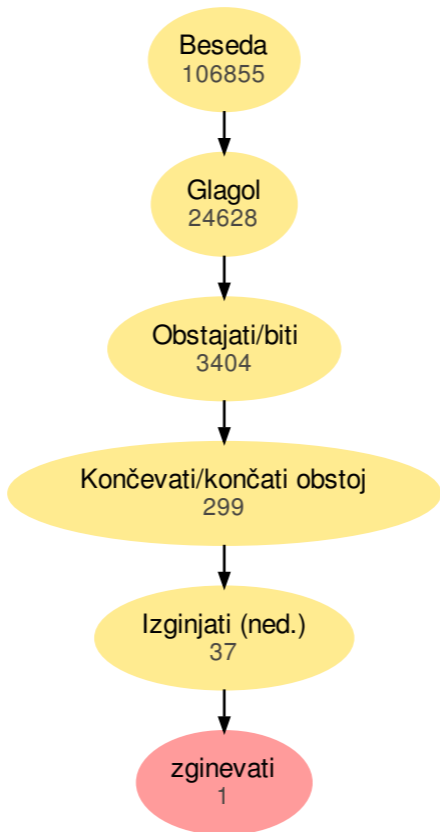 Beseda
106855
Glagol
24628
Obstajati/biti
3404
Končevati/končati obstoj
299
Izginjati (ned.)
37
zginevati
1